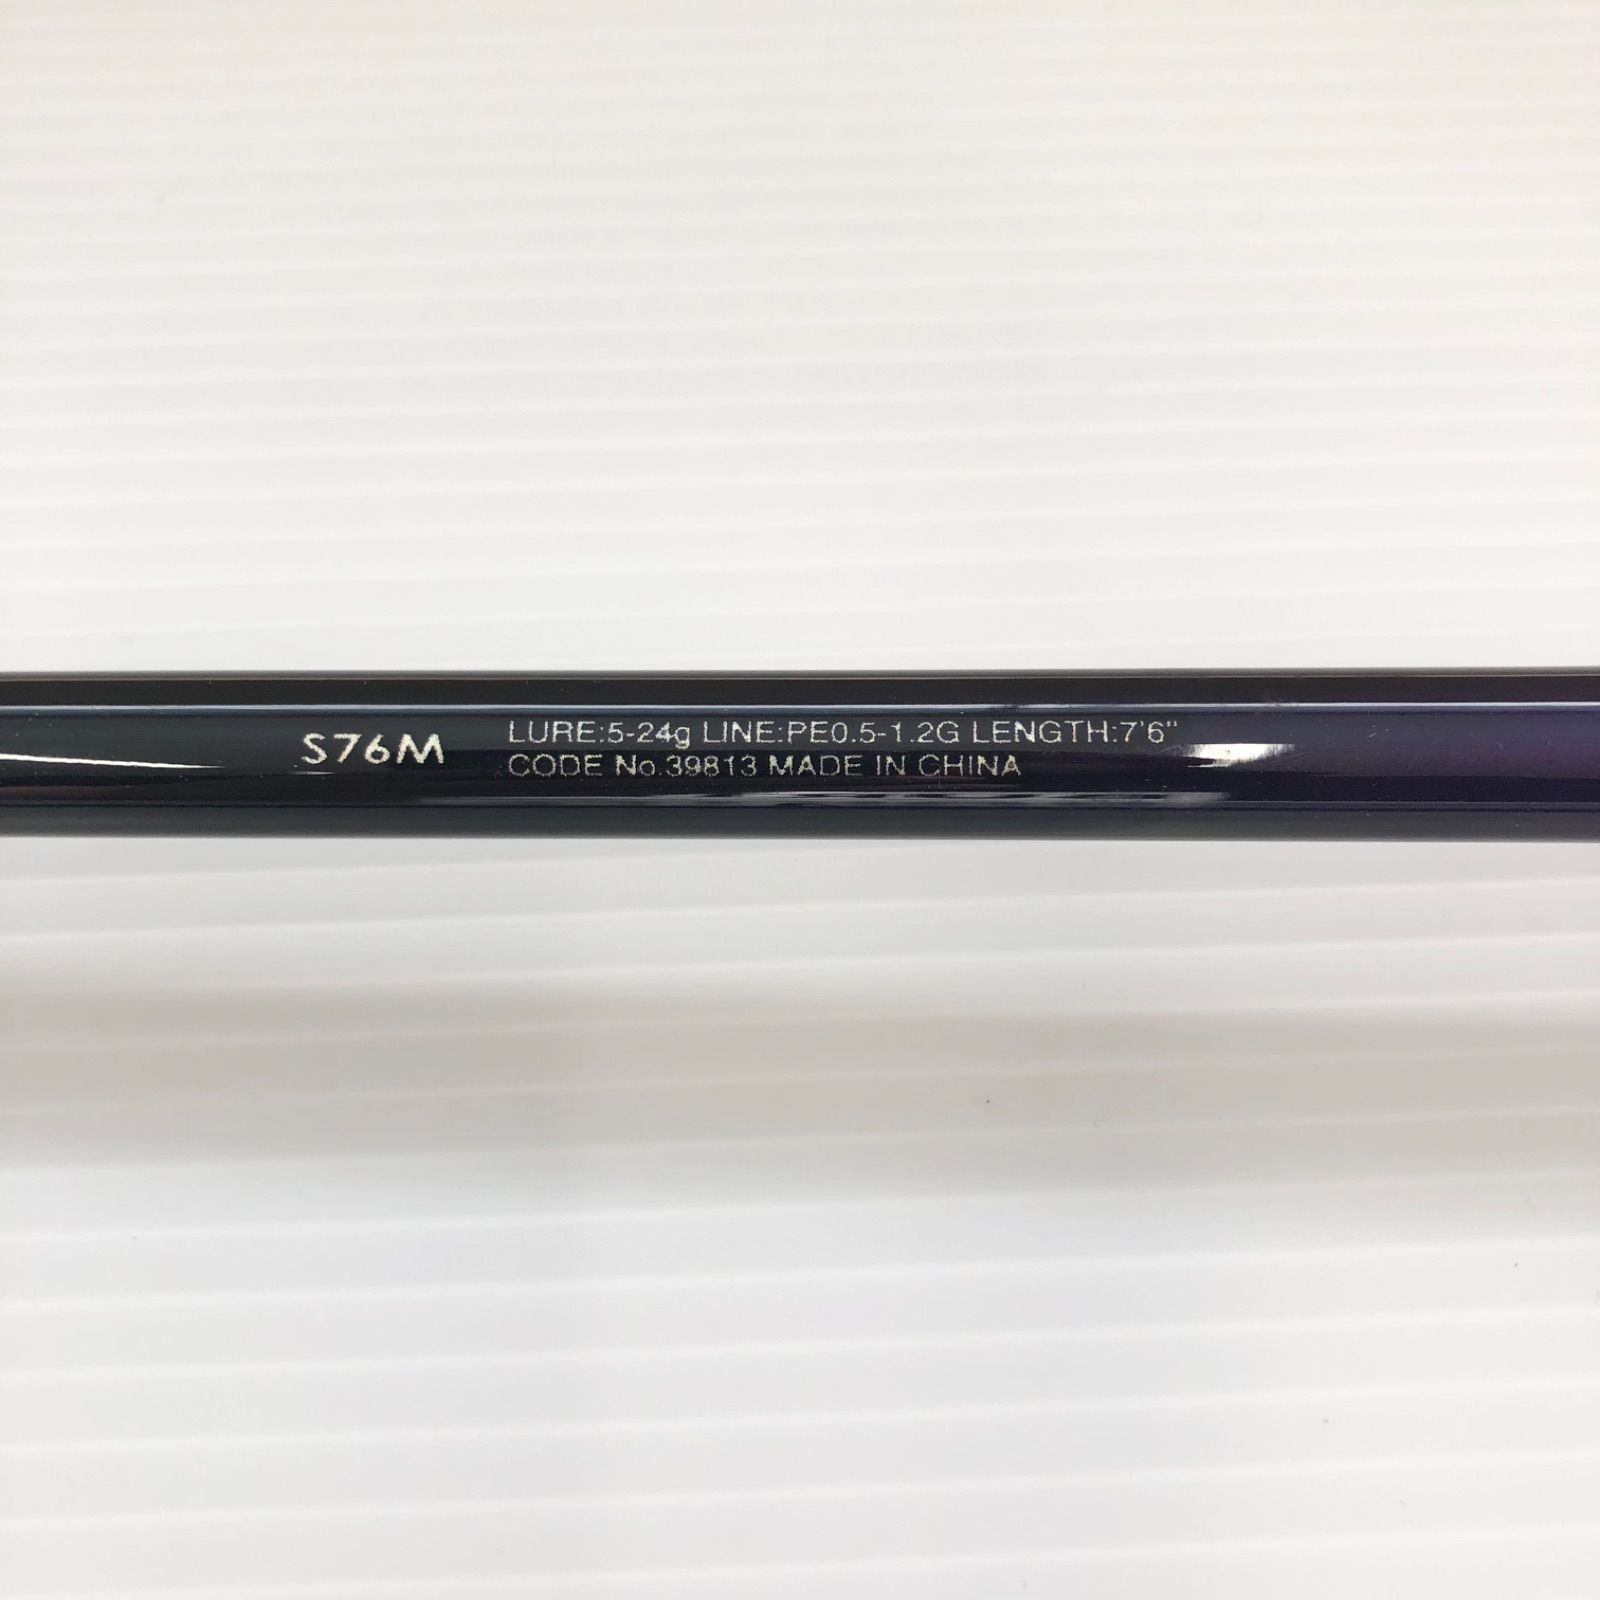 S76M
LURE:5-24g LINE:PE0.5-1.2G LENGTH:7'6"
CODE No.39813 MADE IN CHINA